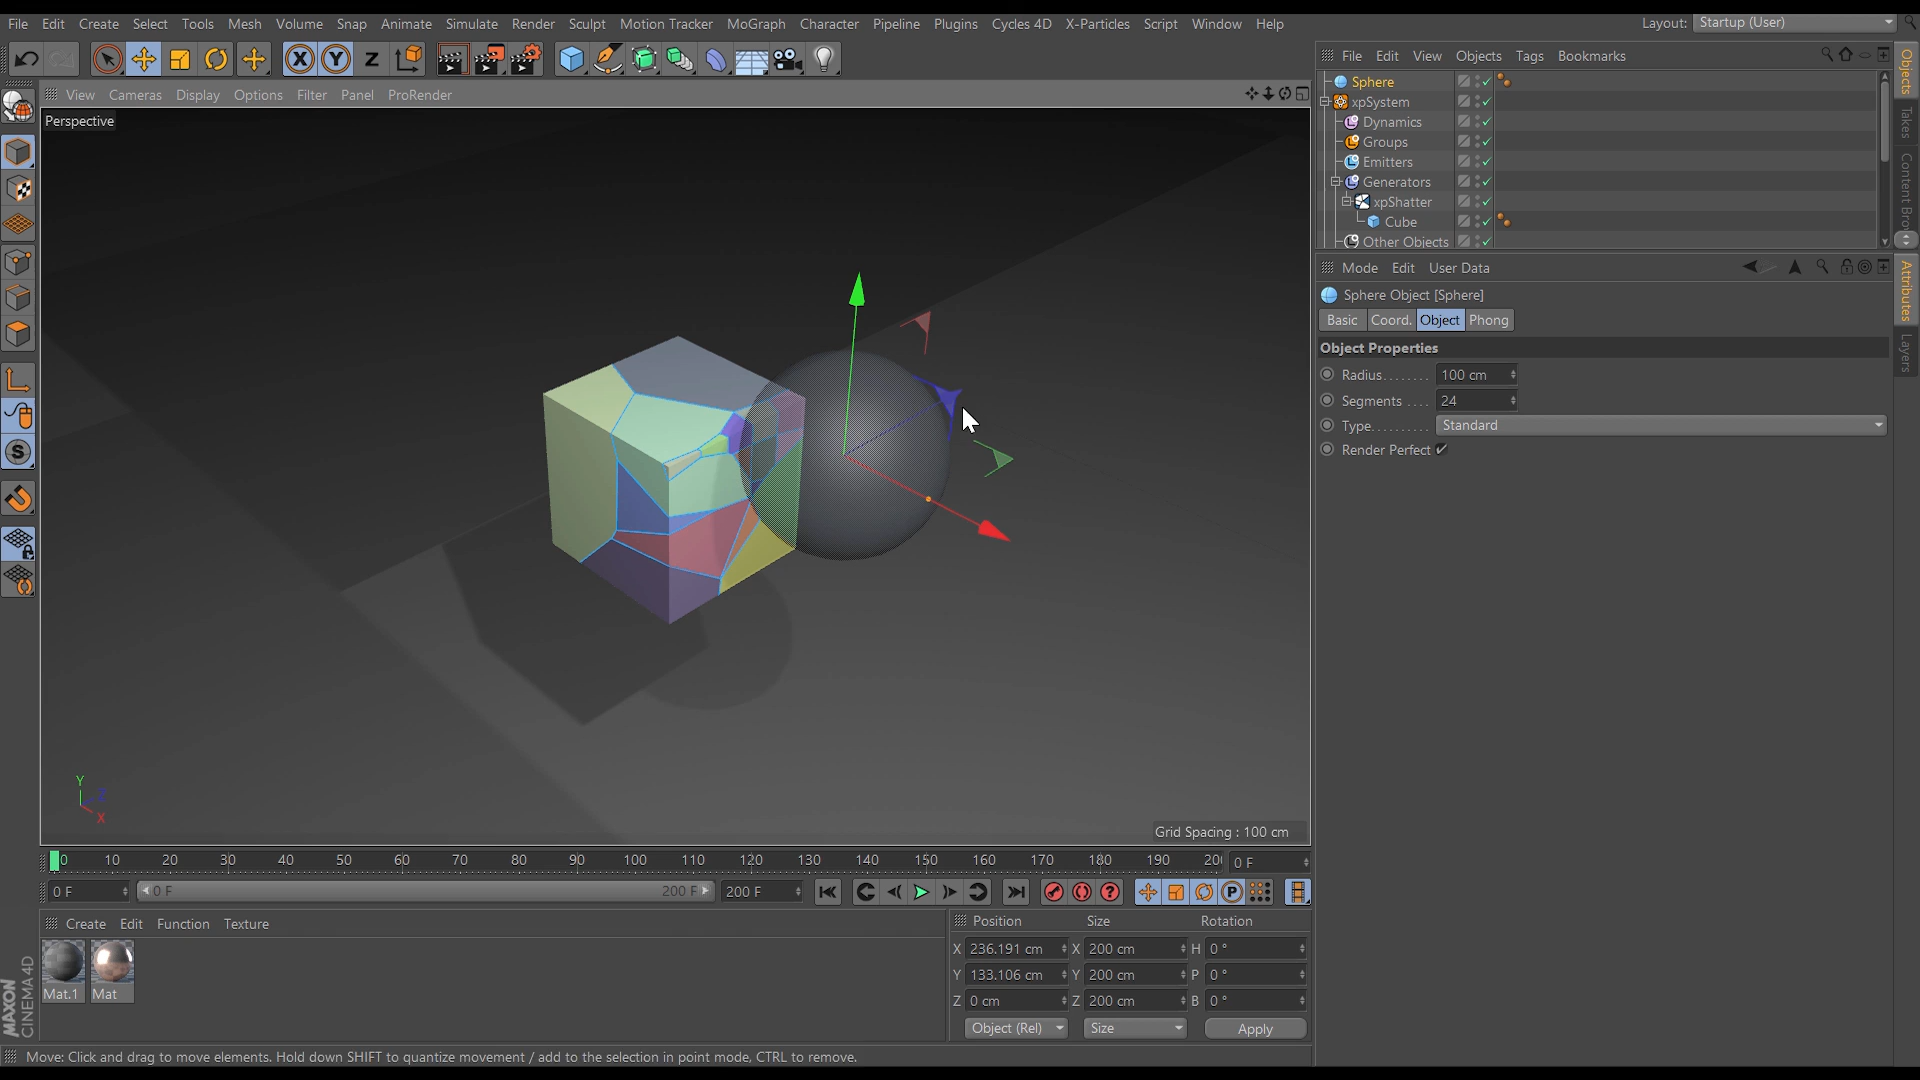 File Edit Create Select Tools Mesh Volume Snap Animate Simulate Render Sculpt Motion Tracker MoGraph Character Pipeline Plugins Cycles 4D X-Particles Script Window Help
Layout: Startup (User)
X Y Z
View Cameras Display Options Filter Panel ProRender
Perspective
Y
Z
X
Grid Spacing : 100 cm
File Edit View Objects Tags Bookmarks
Sphere
xpSystem
Dynamics
Groups
Emitters
Generators
xpShatter
Cube
Other Objects
Objects
Takes
Attributes
Layers
Mode Edit User Data
Sphere Object [Sphere]
Basic Coord. Object Phong
Object Properties
Radius........ 100 cm
Segments .... 24
Type.......... Standard
Render Perfect
0 10 20 30 40 50 60 70 80 90 100 110 120 130 140 150 160 170 180 190 0 F
0 F 0 F 200 F 200 F
Create Edit Function Texture
Mat.1 Mat
Position Size Rotation
X 236.191 cm X 200 cm H 0 °
Y 133.106 cm Y 200 cm P 0 °
Z 0 cm Z 200 cm B 0 °
Object (Rel) Size Apply
MAXON
CINEMA 4D
Move: Click and drag to move elements. Hold down SHIFT to quantize movement / add to the selection in point mode, CTRL to remove.